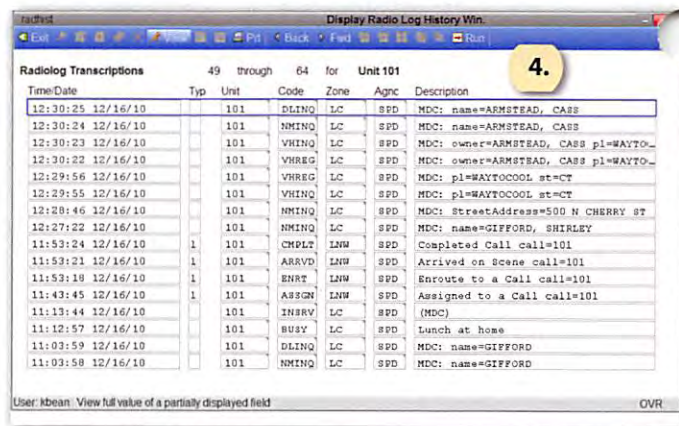 radhist Display Radio Log History Win.
Exit View Prt Back Fwd Run
4.
Radiolog Transcriptions 49 through 64 for Unit 101
Time/Date Typ Unit Code Zone Agnc Description
12:30:25 12/16/10 101 DLINQ LC SPD MDC: name=ARMSTEAD, CASS
12:30:24 12/16/10 101 NMINQ LC SPD MDC: name=ARMSTEAD, CASS
12:30:23 12/16/10 101 VHINQ LC SPD MDC: owner=ARMSTEAD, CASS pl=WAYTO
12:30:22 12/16/10 101 VHREG LC SPD MDC: owner=ARMSTEAD, CASS pl=WAYTO
12:29:56 12/16/10 101 VHREG LC SPD MDC: pl=WAYTOCOOL st=CT
12:29:55 12/16/10 101 VHINQ LC SPD MDC: pl=WAYTOCOOL st=CT
12:28:46 12/16/10 101 NMINQ LC SPD MDC: StreetAddress=500 N CHERRY ST
12:27:22 12/16/10 101 NMINQ LC SPD MDC: name=GIFFORD, SHIRLEY
11:53:24 12/16/10 1 101 CMPLT LNW SPD Completed Call call=101
11:53:21 12/16/10 1 101 ARRVD LNW SPD Arrived on Scene call=101
11:53:18 12/16/10 1 101 ENRT LNW SPD Enroute to a Call call=101
11:43:45 12/16/10 1 101 ASSGN LNW SPD Assigned to a Call call=101
11:13:44 12/16/10 101 INSRV LC SPD (MDC)
11:12:57 12/16/10 101 BUSY LC SPD Lunch at home
11:03:59 12/16/10 101 DLINQ LC SPD MDC: name=GIFFORD
11:03:58 12/16/10 101 NMINQ LC SPD MDC: name=GIFFORD
User: kbean View full value of a partially displayed field OVR